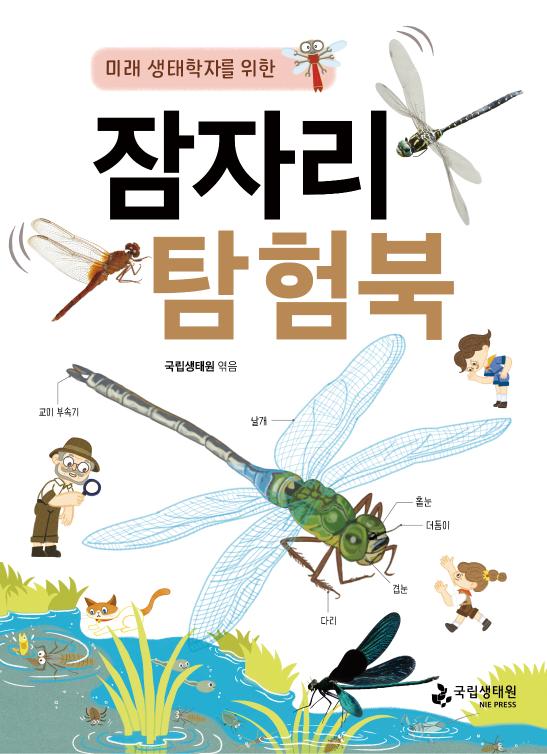 미래 생태학자를 위한
잠자리
탐험북
국립생태원 엮음
교미 부속기
날개
홑눈
더듬이
겹눈
다리
국립생태원
NIE PRESS